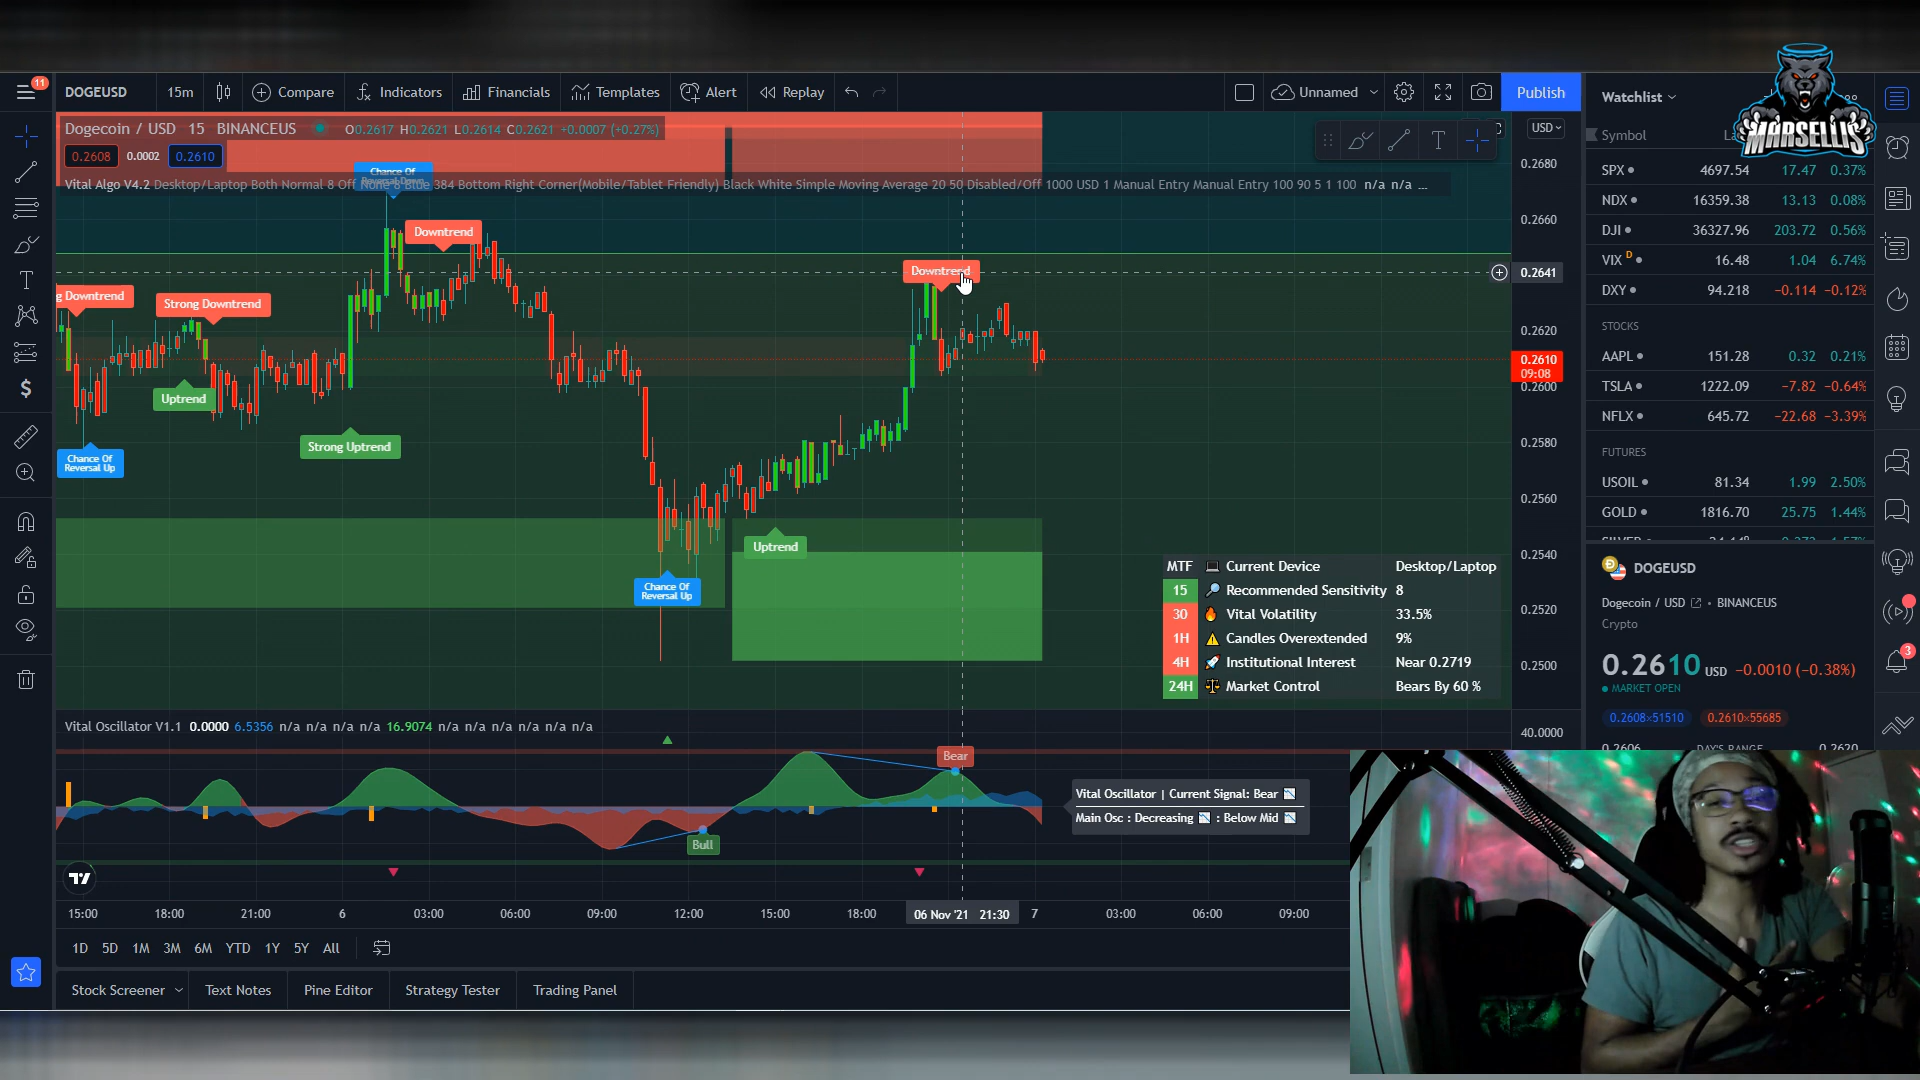 11
DOGEUSD 15m Compare Indicators Financials Templates Alert Replay Unnamed Publish
Watchlist
MARSELLIS
Dogecoin / USD 15 BINANCEUS O0.2617 H0.2621 L0.2614 C0.2621 +0.0007 (+0.27%)
USD
Symbol
0.2608 0.0002 0.2610
Chance Of
Vital Algo V4.2 Desktop/Laptop Both Normal 8 Off None 8 Blue 384 Bottom Right Corner(Mobile/Tablet Friendly) Black White Simple Moving Average 20 50 Disabled/Off 1000 USD 1 Manual Entry Manual Entry 100 90 5 1 100 n/a n/a ...
Downtrend
Downtrend
g Downtrend
Strong Downtrend
Uptrend
Strong Uptrend
Chance Of
Reversal Up
Uptrend
Chance Of
Reversal Up
0.2680
0.2660
0.2641
0.2620
0.2610
09:08
0.2600
0.2580
0.2560
0.2540
0.2520
0.2500
MTF Current Device Desktop/Laptop
15 Recommended Sensitivity 8
30 Vital Volatility 33.5%
1H Candles Overextended 9%
4H Institutional Interest Near 0.2719
24H Market Control Bears By 60 %
Vital Oscillator V1.1 0.0000 6.5356 n/a n/a n/a n/a 16.9074 n/a n/a n/a n/a n/a n/a n/a
40.0000
Bear
Bull
Vital Oscillator | Current Signal: Bear
Main Osc : Decreasing : Below Mid
15:00 18:00 21:00 6 03:00 06:00 09:00 12:00 15:00 18:00 06 Nov '21 21:30 7 03:00 06:00 09:00
1D 5D 1M 3M 6M YTD 1Y 5Y All
Stock Screener Text Notes Pine Editor Strategy Tester Trading Panel
SPX 4697.54 17.47 0.37%
NDX 16359.38 13.13 0.08%
DJI 36327.96 203.72 0.56%
VIX D 16.48 1.04 6.74%
DXY 94.218 −0.114 −0.12%
STOCKS
AAPL 151.28 0.32 0.21%
TSLA 1222.09 −7.82 −0.64%
NFLX 645.72 −22.68 −3.39%
FUTURES
USOIL 81.34 1.99 2.50%
GOLD 1816.70 25.75 1.44%
DOGEUSD
Dogecoin / USD • BINANCEUS
Crypto
0.2610 USD −0.0010 (−0.38%)
MARKET OPEN
0.2608×51510 0.2610×55685
0.2606 DAY'S RANGE 0.2620
3